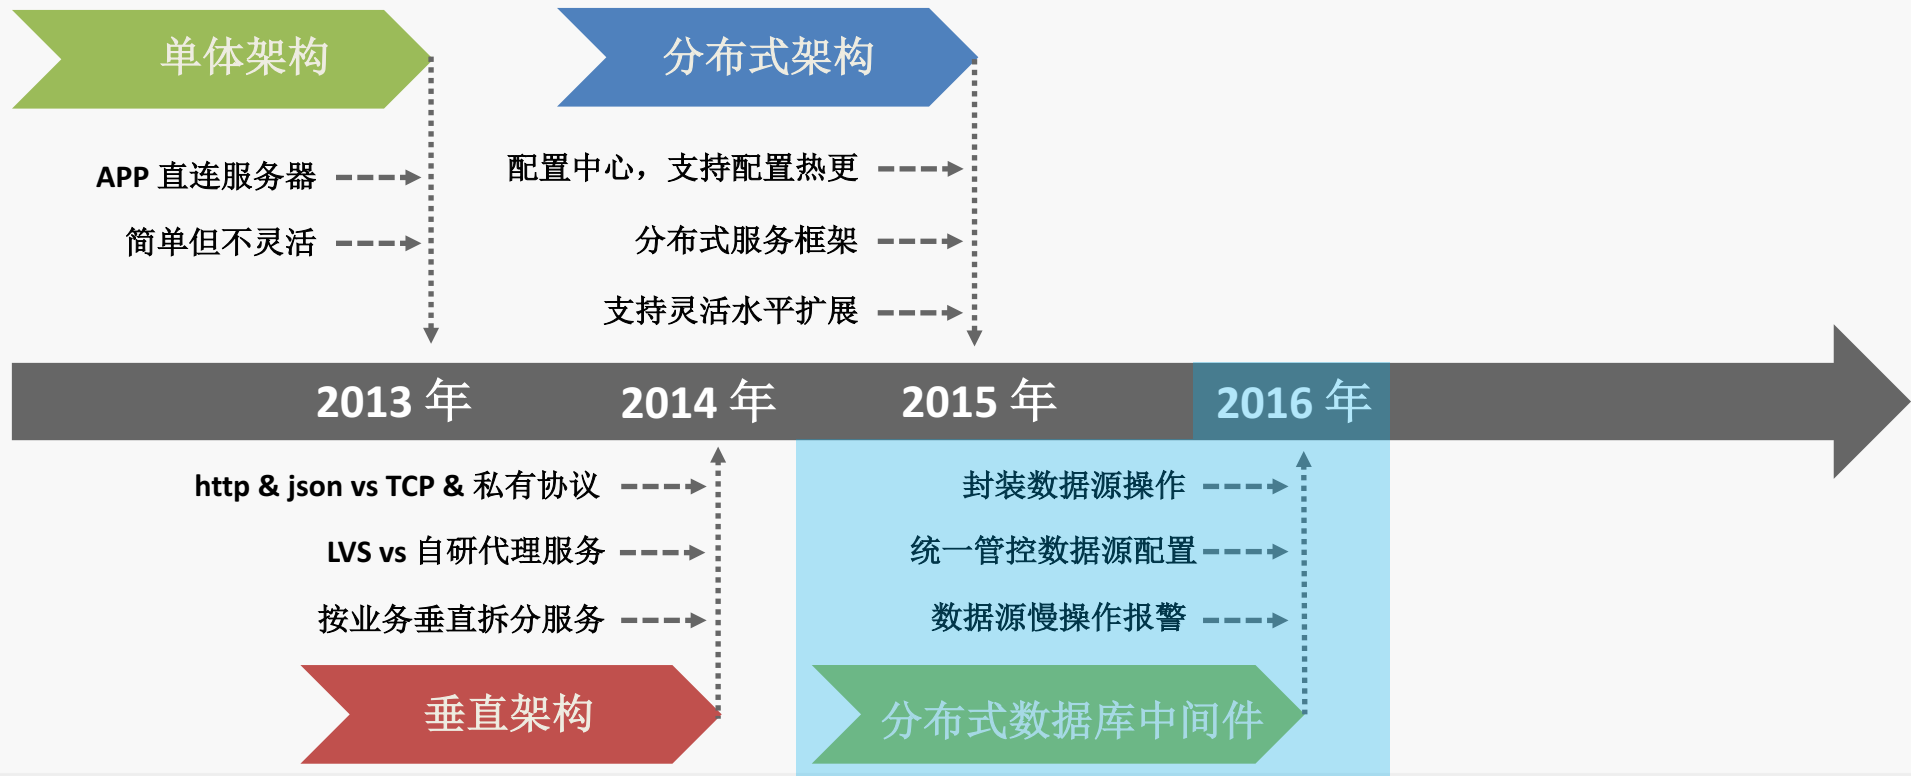 单体架构
APP 直连服务器
简单但不灵活
分布式架构
配置中心，支持配置热更
分布式服务框架
支持灵活水平扩展
2013 年
2014 年
2015 年
2016 年
http & json vs TCP & 私有协议
LVS vs 自研代理服务
按业务垂直拆分服务
垂直架构
封装数据源操作
统一管控数据源配置
数据源慢操作报警
分布式数据库中间件